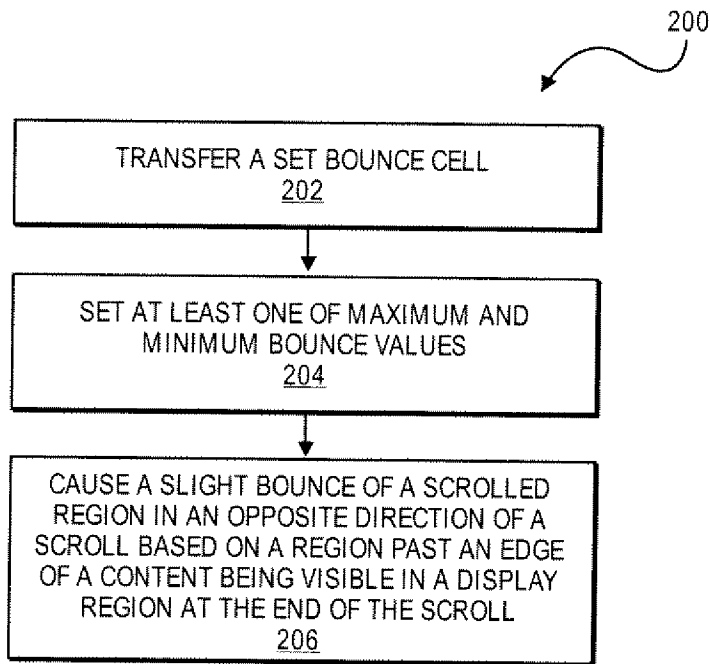 200
TRANSFER A SET BOUNCE CELL
202
SET AT LEAST ONE OF MAXIMUM AND
MINIMUM BOUNCE VALUES
204
CAUSE A SLIGHT BOUNCE OF A SCROLLED
REGION IN AN OPPOSITE DIRECTION OF A
SCROLL BASED ON A REGION PAST AN EDGE
OF A CONTENT BEING VISIBLE IN A DISPLAY
REGION AT THE END OF THE SCROLL
206